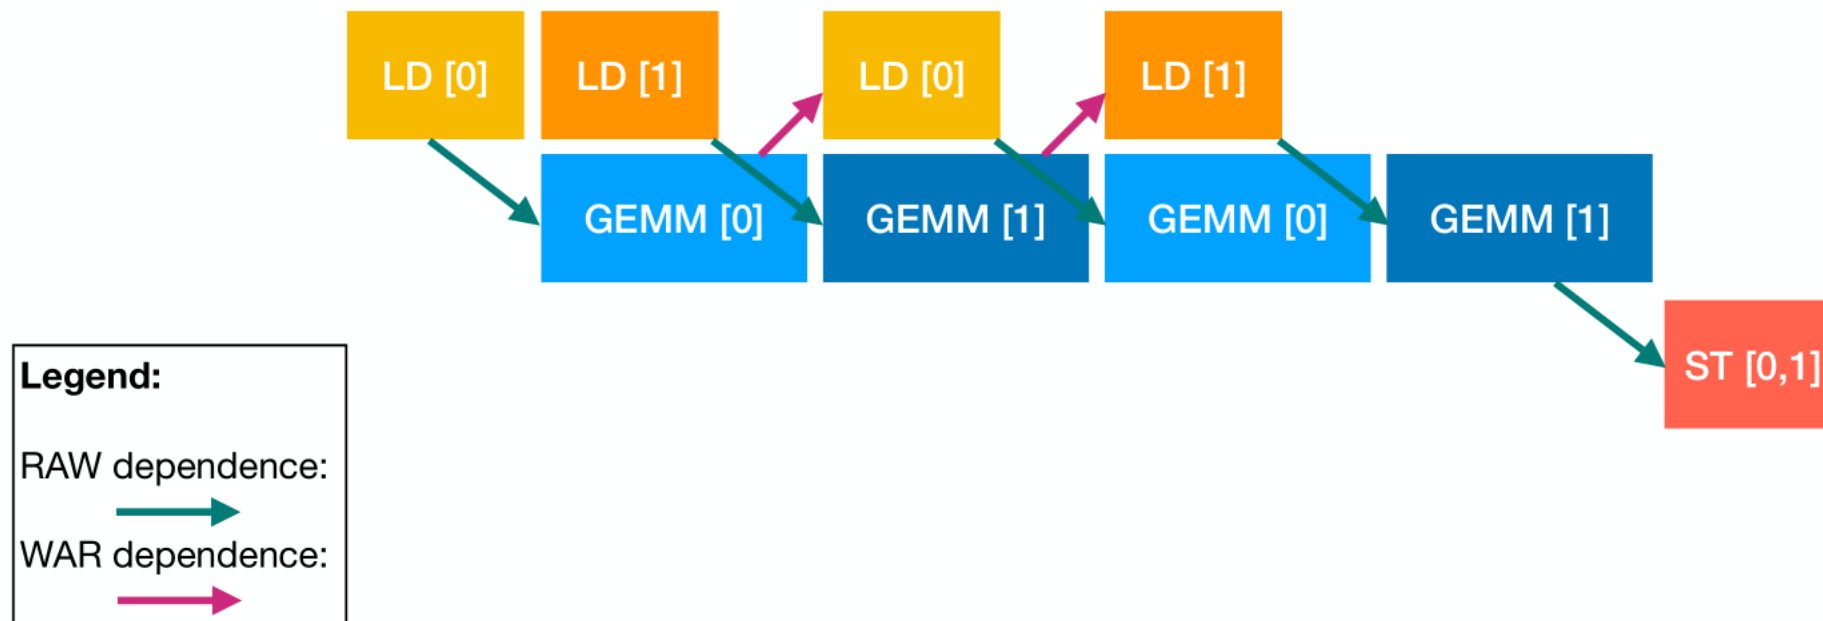 LD [0]
LD [1]
LD [0]
LD [1]
GEMM [0]
GEMM [1]
GEMM [0]
GEMM [1]
ST [0,1]
Legend:
RAW dependence:
WAR dependence: